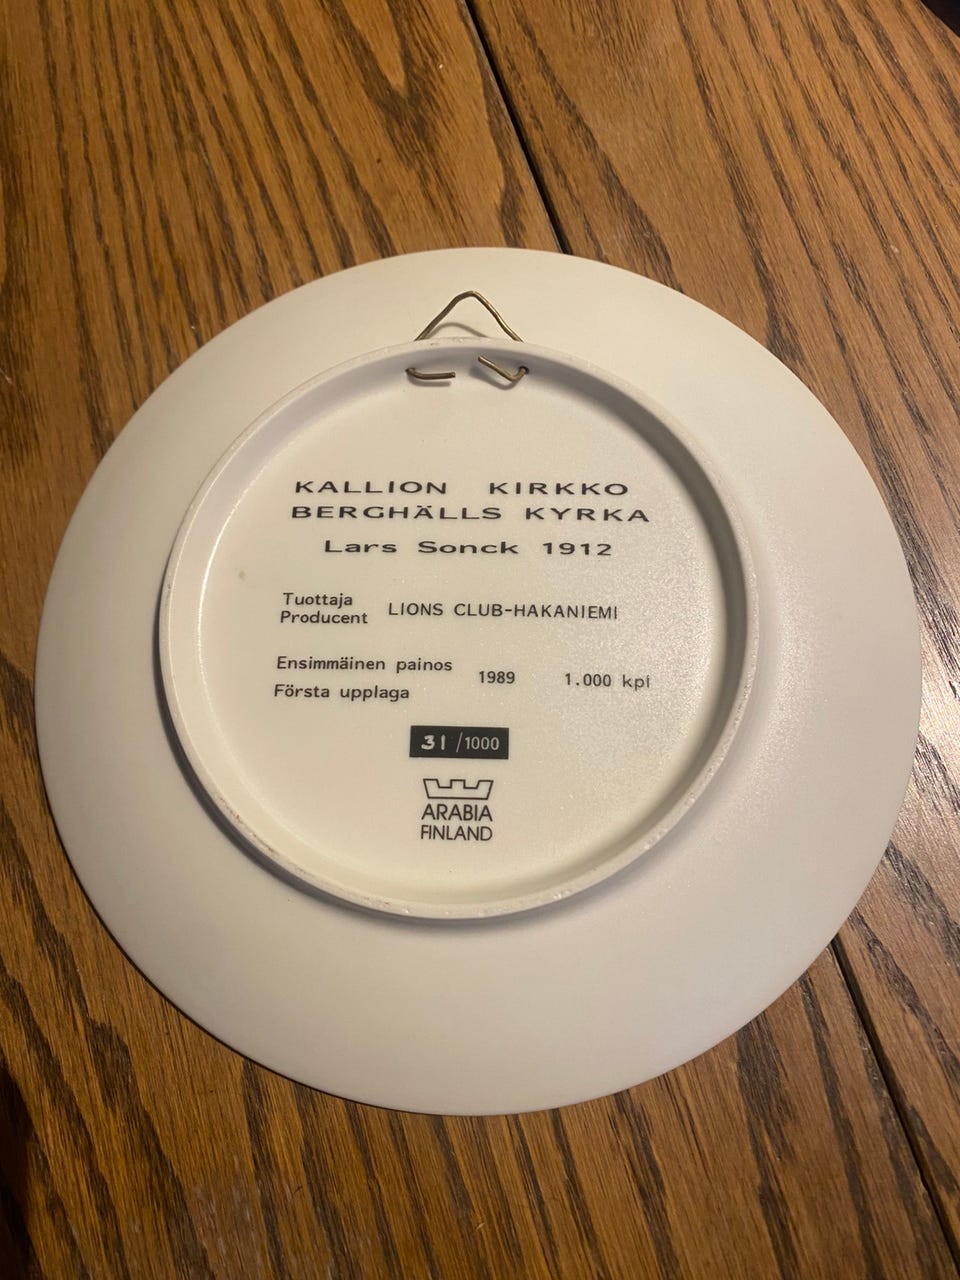 KALLION KIRKKO
BERGHÄLLS KYRKA
Lars Sonck 1912
Tuottaja
Producent LIONS CLUB-HAKANIEMI
Ensimmäinen painos
Första upplaga 1989 1.000 kpl
31/1000
ARABIA
FINLAND